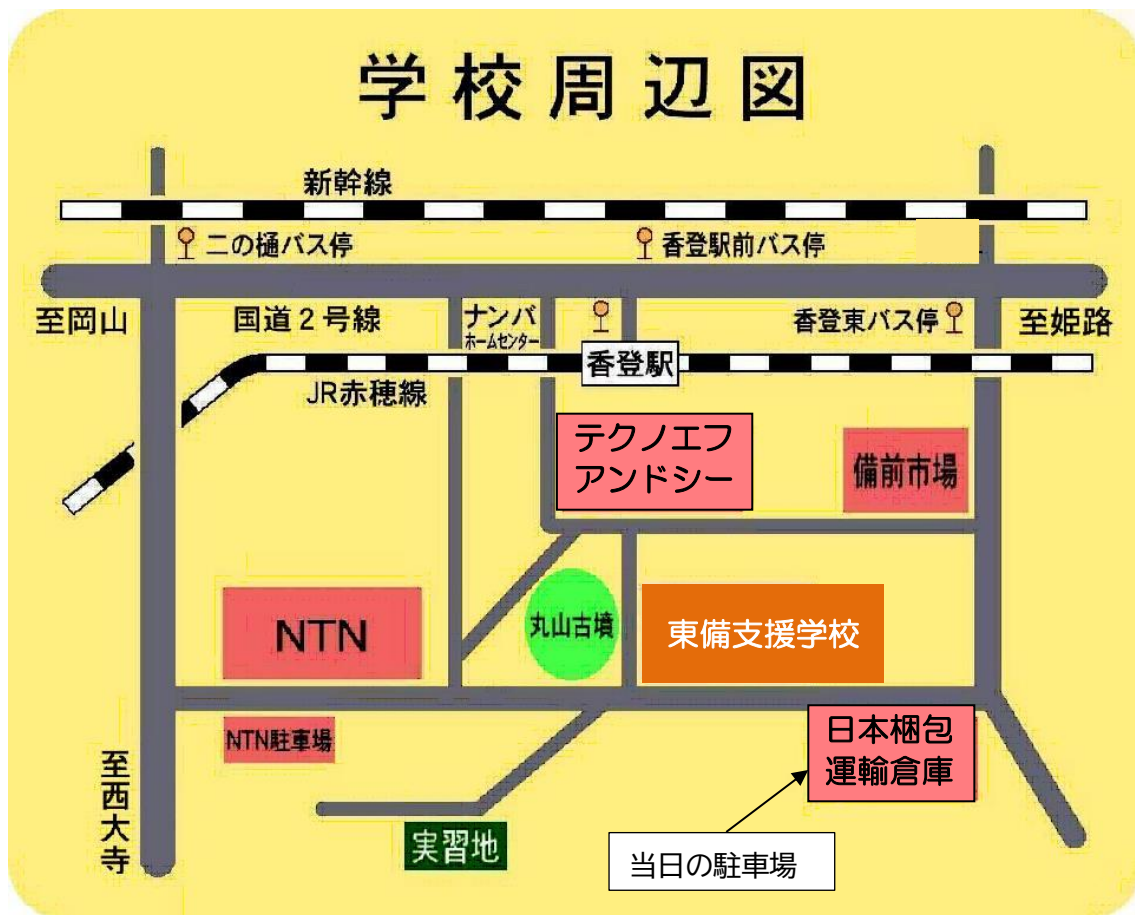 学校周辺図
新幹線
二の樋バス停
香登駅前バス停
至岡山
国道2号線
ナンバ
ホームセンター
香登東バス停
至姫路
香登駅
JR赤穂線
テクノエフ
アンドシー
備前市場
NTN
丸山古墳
東備支援学校
NTN駐車場
日本梱包
運輸倉庫
至西大寺
実習地
当日の駐車場